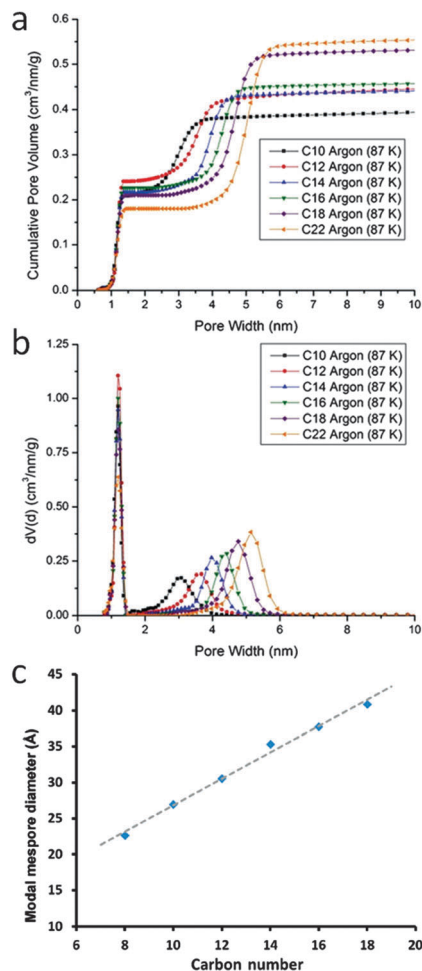 a
Cumulative Pore Volume (cm³/nm/g)
0.6
0.5
0.4
0.3
0.2
0.1
0.0
C10 Argon (87 K)
C12 Argon (87 K)
C14 Argon (87 K)
C16 Argon (87 K)
C18 Argon (87 K)
C22 Argon (87 K)
0 1 2 3 4 5 6 7 8 9 10
Pore Width (nm)
b
dV(d) (cm³/nm/g)
1.25
1.00
0.75
0.50
0.25
0.00
C10 Argon (87 K)
C12 Argon (87 K)
C14 Argon (87 K)
C16 Argon (87 K)
C18 Argon (87 K)
C22 Argon (87 K)
0 2 4 6 8 10
Pore Width (nm)
c
Modal mespore diameter (Å)
45
40
35
30
25
20
15
10
6 8 10 12 14 16 18 20
Carbon number